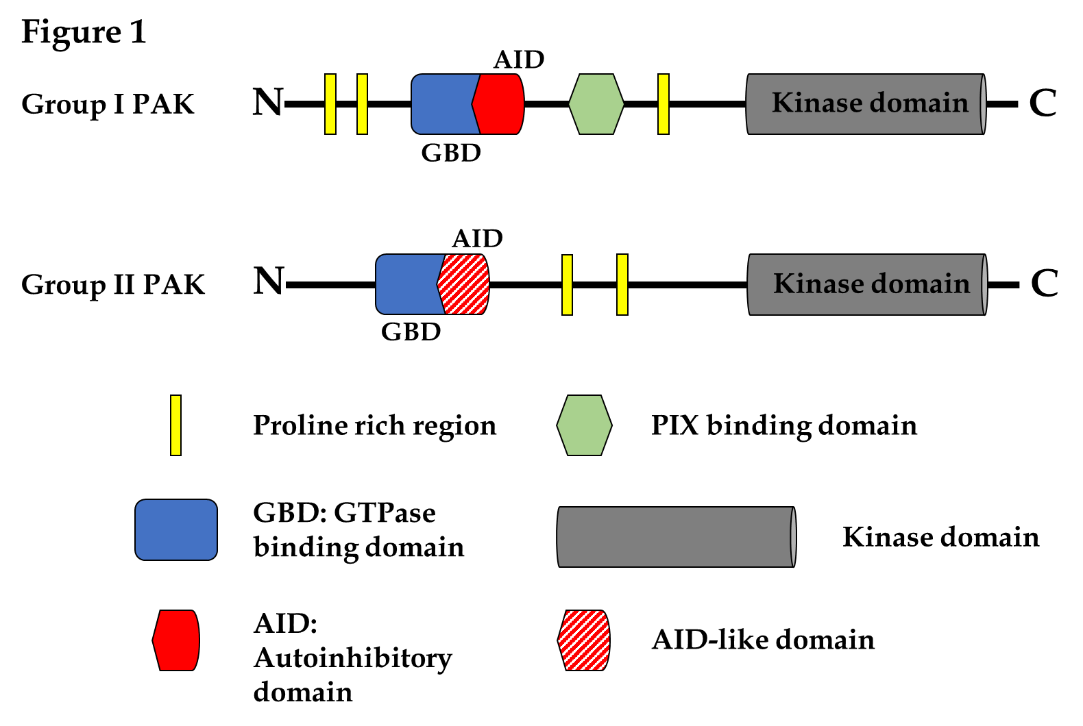 Figure 1
AID
Group I PAK
N
Kinase domain
C
GBD
AID
Group II PAK
N
Kinase domain
C
GBD
Proline rich region
PIX binding domain
GBD: GTPase
binding domain
Kinase domain
AID:
Autoinhibitory
domain
AID-like domain